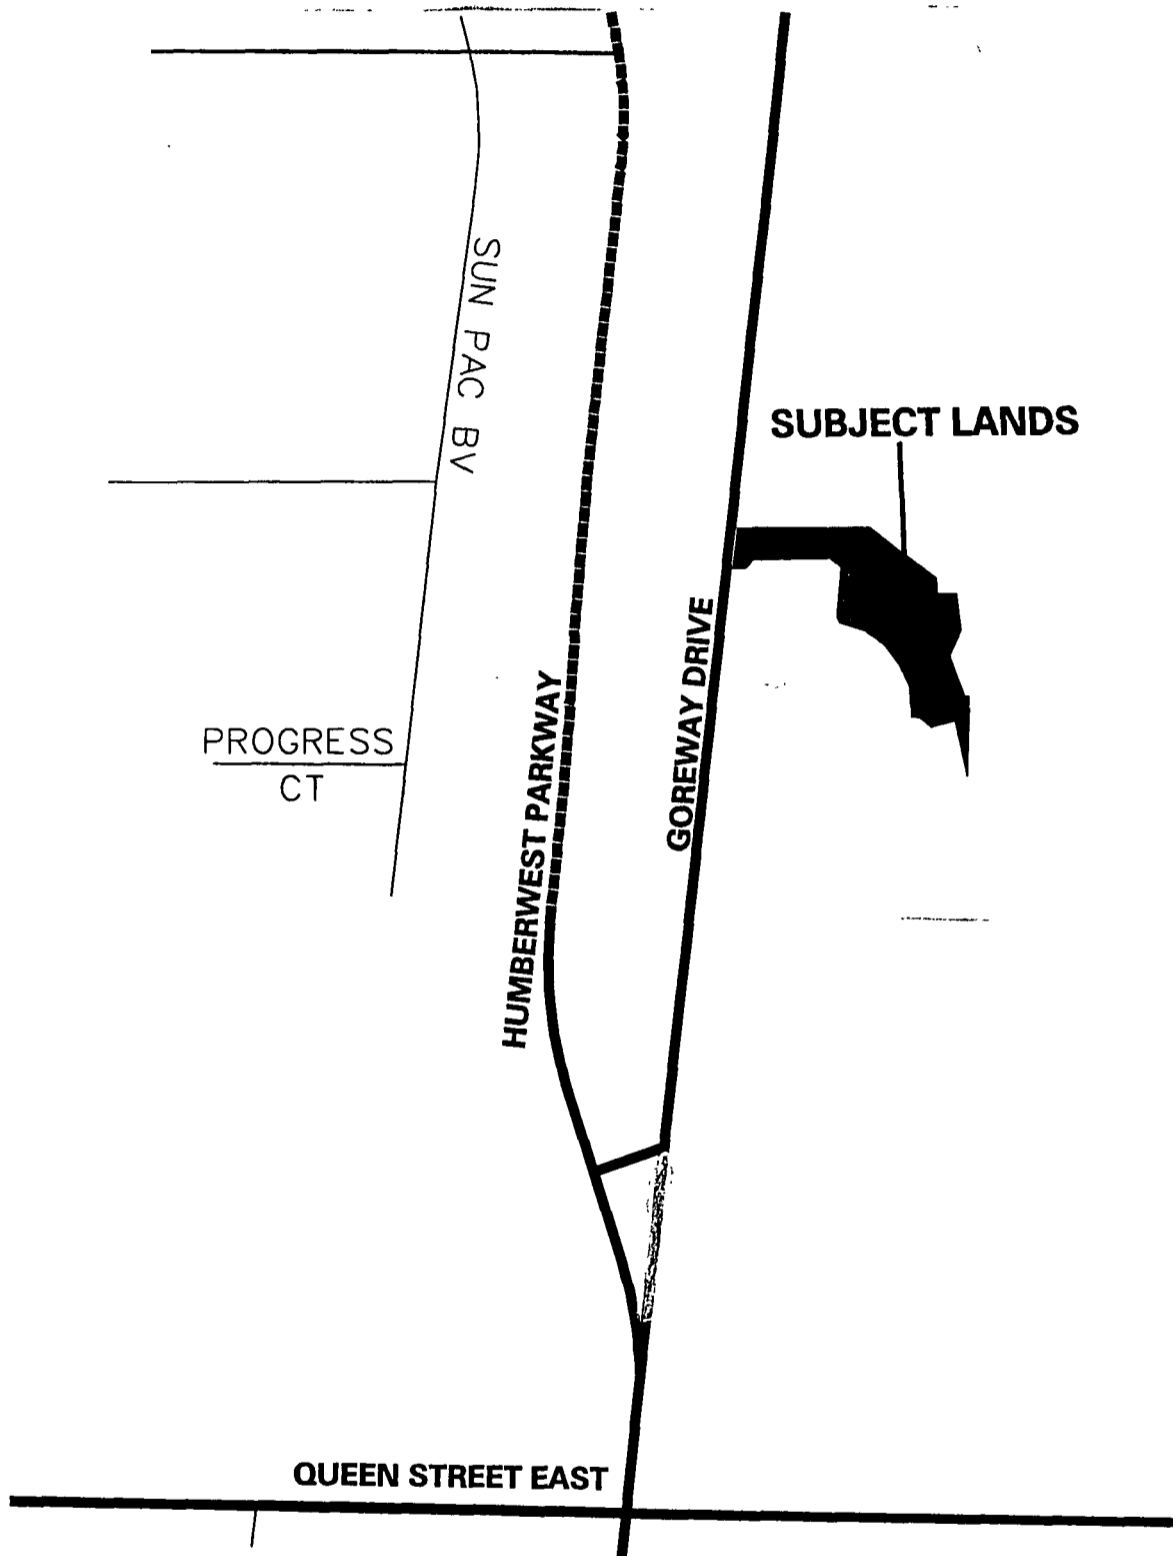 SUN PAC BV
SUBJECT LANDS
GOREWAY DRIVE
HUMBERWEST PARKWAY
PROGRESS
CT
QUEEN STREET EAST